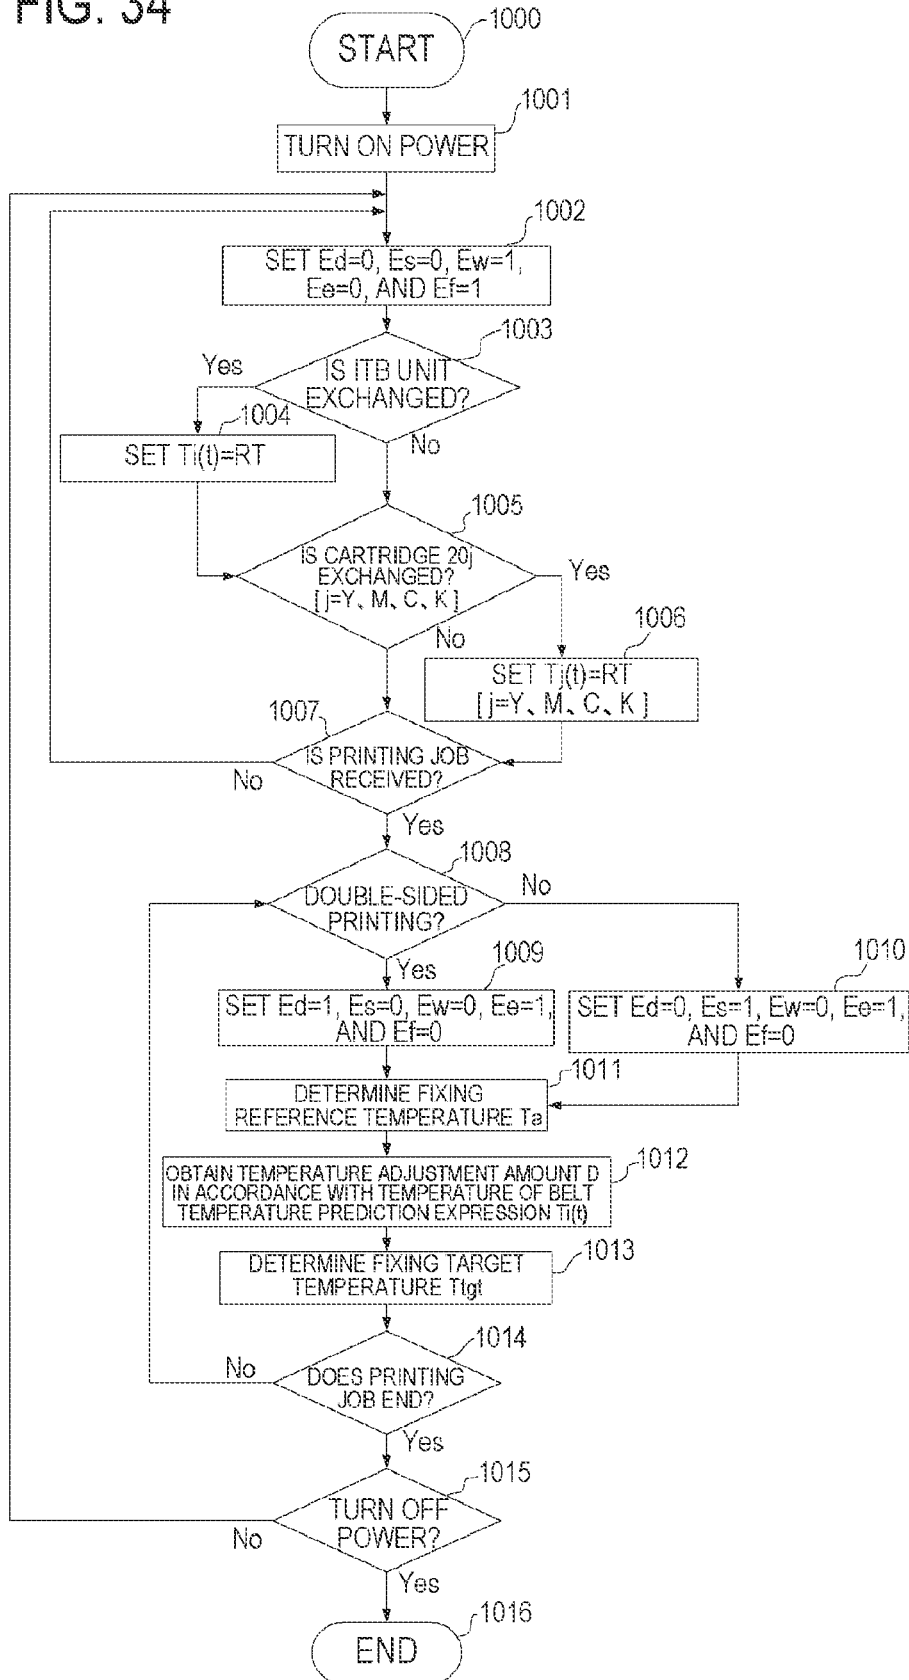 FIG. 34
1000
START
1001
TURN ON POWER
1002
SET Ed=0, Es=0, Ew=1,
Ee=0, AND Ef=1
1003
Yes
IS ITB UNIT
EXCHANGED?
1004
No
SET Ti(t)=RT
1005
IS CARTRIDGE 20j
EXCHANGED?
[ j=Y、M、C、K ]
Yes
No
1006
SET Tj(t)=RT
[ j=Y、M、C、K ]
1007
IS PRINTING JOB
RECEIVED?
No
Yes
1008
DOUBLE-SIDED
PRINTING?
No
Yes
1009
1010
SET Ed=1, Es=0, Ew=0, Ee=1,
AND Ef=0
SET Ed=0, Es=1, Ew=0, Ee=1,
AND Ef=0
1011
DETERMINE FIXING
REFERENCE TEMPERATURE Ta
1012
OBTAIN TEMPERATURE ADJUSTMENT AMOUNT D
IN ACCORDANCE WITH TEMPERATURE OF BELT
TEMPERATURE PREDICTION EXPRESSION Ti(t)
1013
DETERMINE FIXING TARGET
TEMPERATURE Ttgt
1014
No
DOES PRINTING
JOB END?
Yes
1015
TURN OFF
POWER?
No
Yes
1016
END